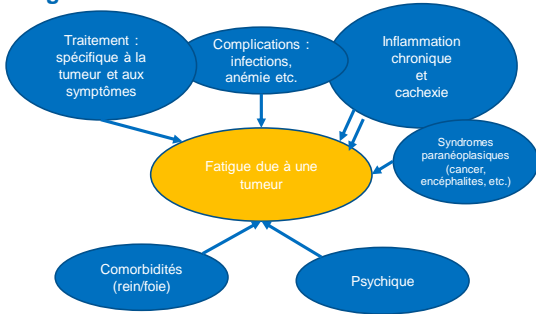 Traitement :
spécifique à la
tumeur et aux
symptômes
Complications :
infections,
anémie etc.
Inflammation
chronique
et
cachexie
Syndromes
paranéoplasiques
(cancer,
encéphalites, etc.)
Fatigue due à une
tumeur
Comorbidités
(rein/foie)
Psychique